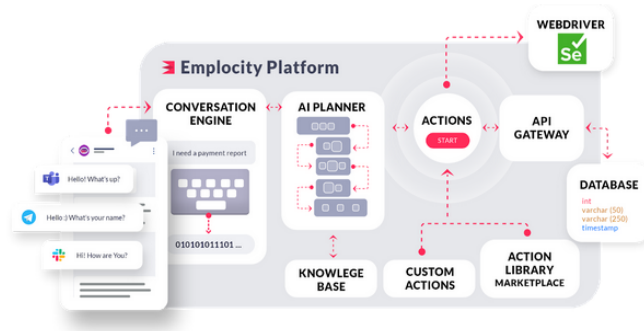 WEBDRIVER
Se
Emplocity Platform
CONVERSATION
ENGINE
I need a payment report
010101011101 ...
AI PLANNER
ACTIONS
START
API
GATEWAY
DATABASE
int
varchar (50)
varchar (250)
timestamp
Hello! What's up?
Hello ;) What's your name?
Hi! How are You?
KNOWLEGE
BASE
CUSTOM
ACTIONS
ACTION
LIBRARY
MARKETPLACE